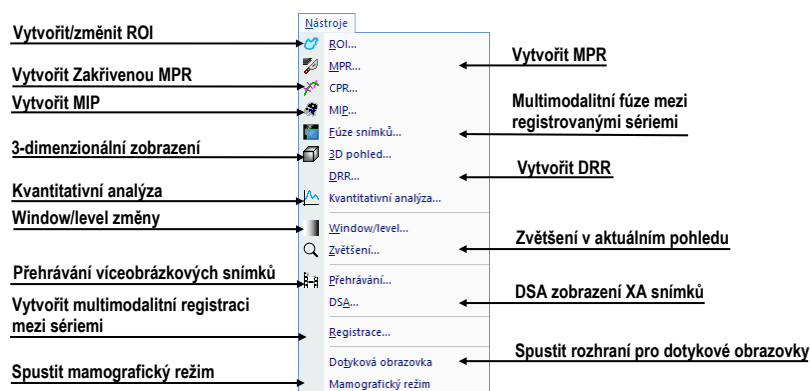 Nástroje
Vytvořit/změnit ROI
ROI...
Vytvořit MPR
MPR...
Vytvořit Zakřivenou MPR
CPR...
Vytvořit MIP
MIP...
Multimodalitní fúze mezi
registrovanými sériemi
Fúze snímků...
3-dimenzionální zobrazení
3D pohled...
Vytvořit DRR
DRR...
Kvantitativní analýza
Kvantitativní analýza...
Window/level změny
Window/level...
Zvětšení v aktuálním pohledu
Zvětšení...
Přehrávání víceobrázkových snímků
Přehrávání...
DSA zobrazení XA snímků
DSA...
Vytvořit multimodalitní registraci
mezi sériemi
Registrace...
Spustit rozhraní pro dotykové obrazovky
Dotyková obrazovka
Spustit mamografický režim
Mamografický režim